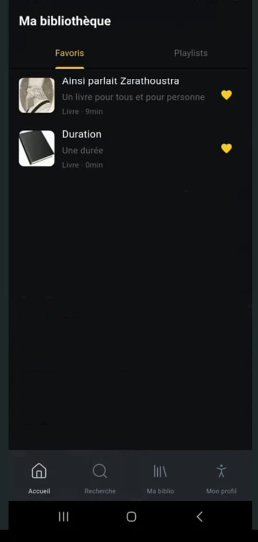 Ma bibliothèque
Favoris
Playlists
Ainsi parlait Zarathoustra
Un livre pour tous et pour personne
Livre · 9min
Duration
Une durée
Livre · 0min
Accueil
Recherche
Ma biblio
Mon profil